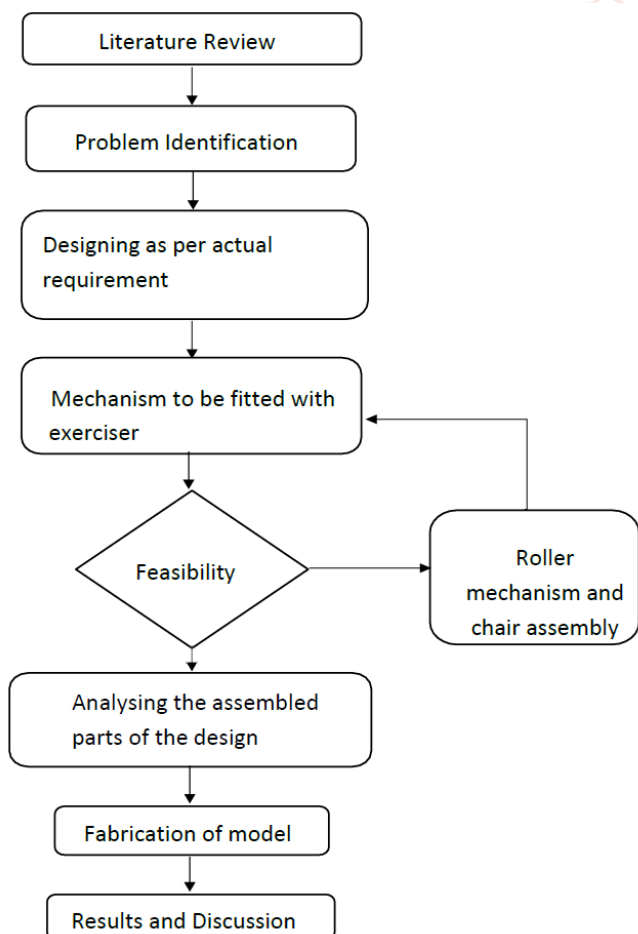 Literature Review
Problem Identification
Designing as per actual
requirement
Mechanism to be fitted with
exerciser
Feasibility
Roller
mechanism and
chair assembly
Analysing the assembled
parts of the design
Fabrication of model
Results and Discussion